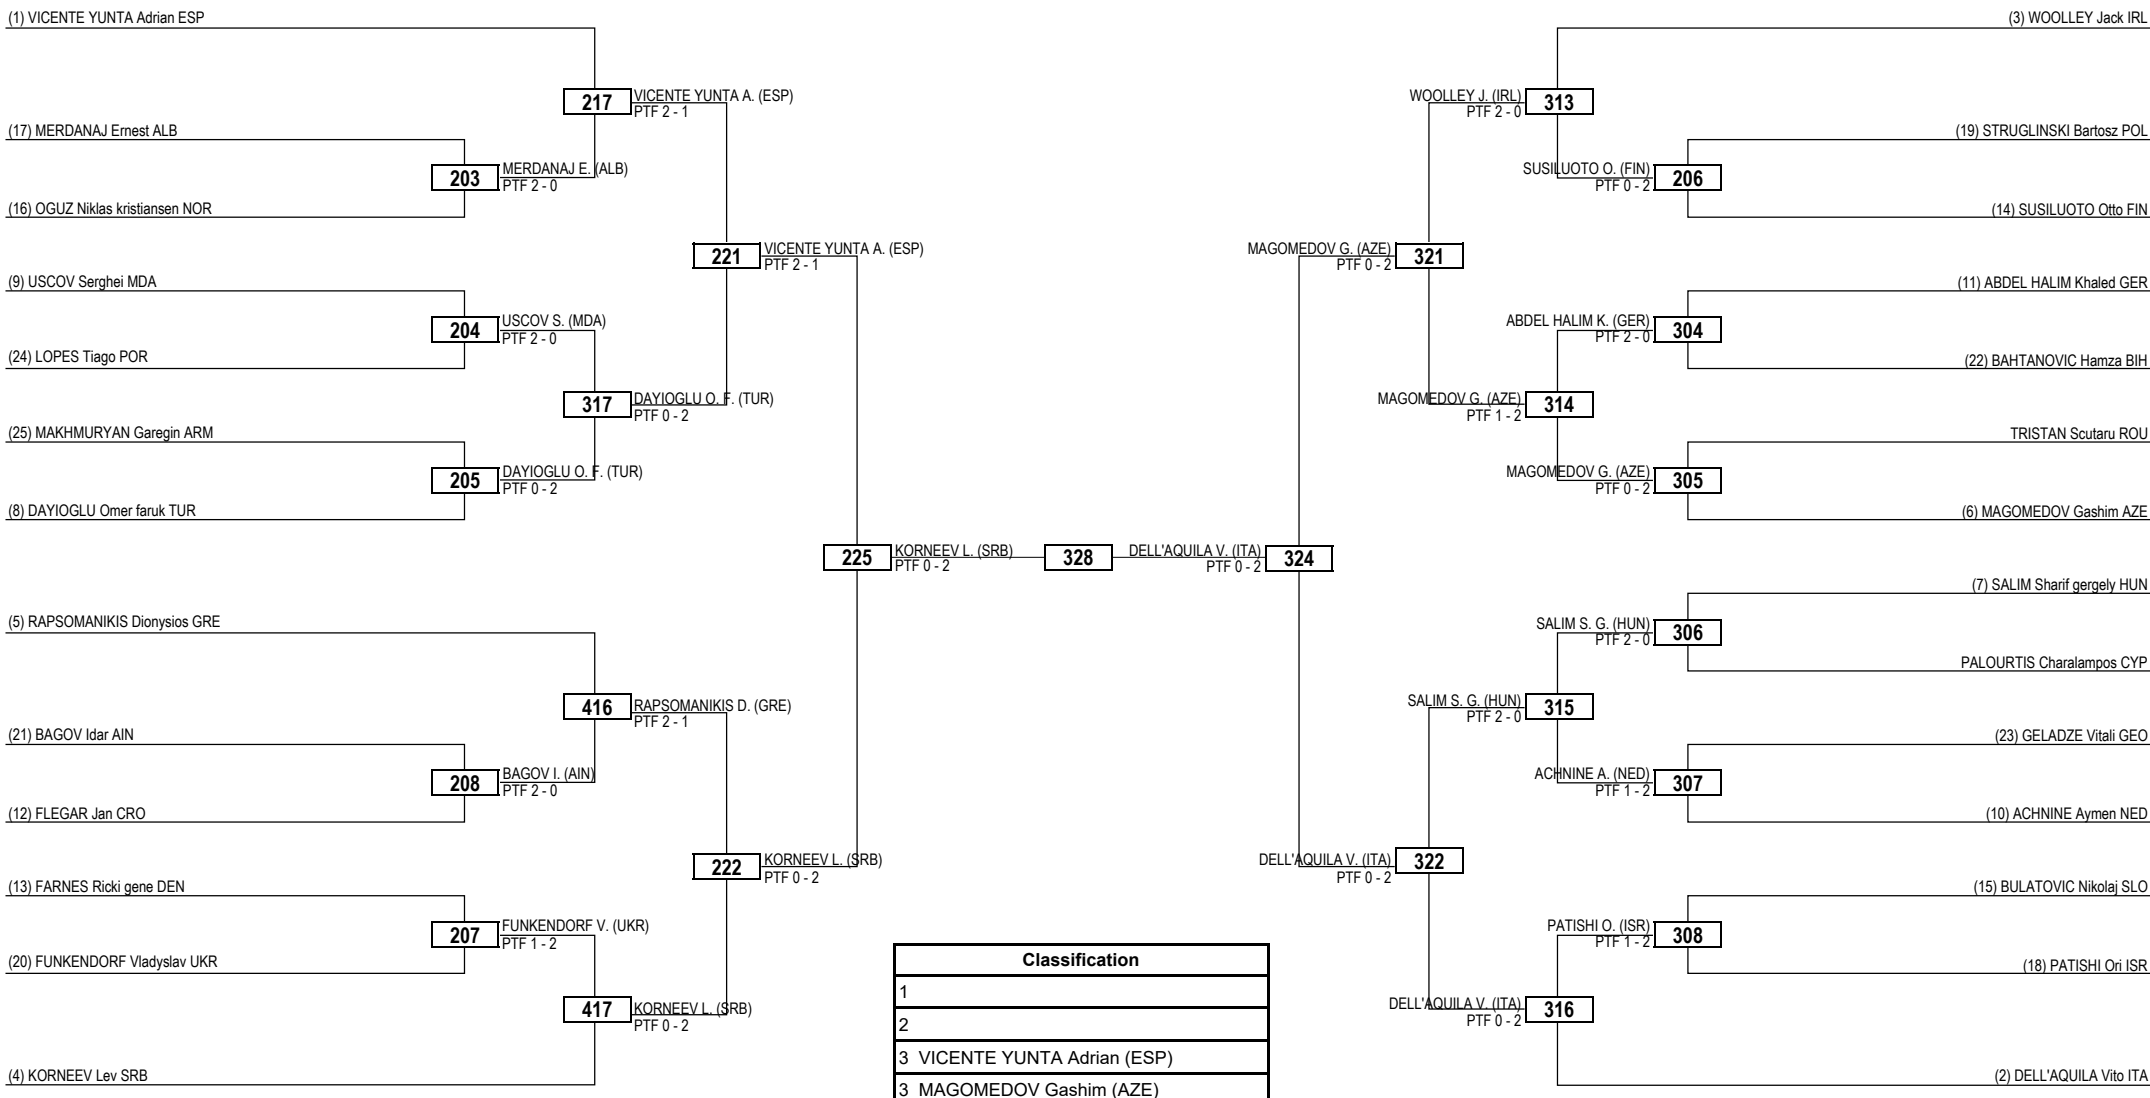 (1) VICENTE YUNTA Adrian ESP
(17) MERDANAJ Ernest ALB
(16) OGUZ Niklas kristiansen NOR
(9) USCOV Serghei MDA
(24) LOPES Tiago POR
(25) MAKHMURYAN Garegin ARM
(8) DAYIOGLU Omer faruk TUR
(5) RAPSOMANIKIS Dionysios GRE
(21) BAGOV Idar AIN
(12) FLEGAR Jan CRO
(13) FARNES Ricki gene DEN
(20) FUNKENDORF Vladyslav UKR
(4) KORNEEV Lev SRB
203
MERDANAJ E. (ALB)
PTF 2 - 0
204
USCOV S. (MDA)
PTF 2 - 0
205
DAYIOGLU O. F. (TUR)
PTF 0 - 2
208
BAGOV I. (AIN)
PTF 2 - 0
207
FUNKENDORF V. (UKR)
PTF 1 - 2
217
VICENTE YUNTA A. (ESP)
PTF 2 - 1
317
DAYIOGLU O. F. (TUR)
PTF 0 - 2
416
RAPSOMANIKIS D. (GRE)
PTF 2 - 1
417
KORNEEV L. (SRB)
PTF 0 - 2
221
VICENTE YUNTA A. (ESP)
PTF 2 - 1
222
KORNEEV L. (SRB)
PTF 0 - 2
225
KORNEEV L. (SRB)
PTF 0 - 2
328
DELL'AQUILA V. (ITA)
PTF 0 - 2
324
MAGOMEDOV G. (AZE)
PTF 0 - 2
321
DELL'AQUILA V. (ITA)
PTF 0 - 2
322
WOOLLEY J. (IRL)
PTF 2 - 0
313
MAGOMEDOV G. (AZE)
PTF 1 - 2
314
SALIM S. G. (HUN)
PTF 2 - 0
315
DELL'AQUILA V. (ITA)
PTF 0 - 2
316
SUSILUOTO O. (FIN)
PTF 0 - 2
206
ABDEL HALIM K. (GER)
PTF 2 - 0
304
MAGOMEDOV G. (AZE)
PTF 0 - 2
305
SALIM S. G. (HUN)
PTF 2 - 0
306
ACHNINE A. (NED)
PTF 1 - 2
307
PATISHI O. (ISR)
PTF 1 - 2
308
(3) WOOLLEY Jack IRL
(19) STRUGLINSKI Bartosz POL
(14) SUSILUOTO Otto FIN
(11) ABDEL HALIM Khaled GER
(22) BAHTANOVIC Hamza BIH
TRISTAN Scutaru ROU
(6) MAGOMEDOV Gashim AZE
(7) SALIM Sharif gergely HUN
PALOURTIS Charalampos CYP
(23) GELADZE Vitali GEO
(10) ACHNINE Aymen NED
(15) BULATOVIC Nikolaj SLO
(18) PATISHI Ori ISR
(2) DELL'AQUILA Vito ITA
Classification
1
2
3 VICENTE YUNTA Adrian (ESP)
3 MAGOMEDOV Gashim (AZE)